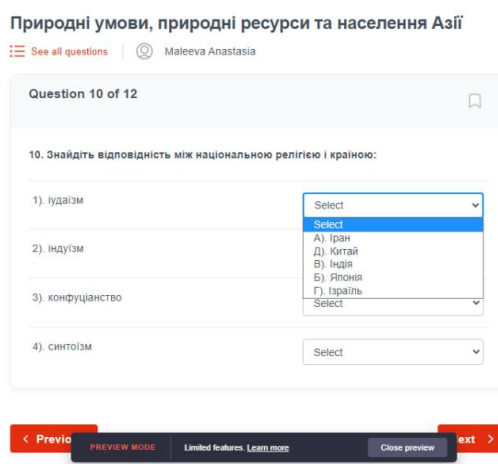 Природні умови, природні ресурси та населення Азії
See all questions
Maleeva Anastasia
Question 10 of 12
10. Знайдіть відповідність між національною релігією і країною:
1). іудаїзм
Select
Select
А). Іран
Д). Китай
В). Індія
Б). Японія
Г). Ізраїль
2). індуїзм
3). конфуціанство
Select
4). синтоїзм
Select
< Previo
PREVIEW MODE
Limited features. Learn more
Close preview
ext >